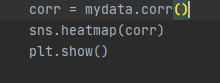 corr = mydata.corr()
sns.heatmap(corr)
plt.show()